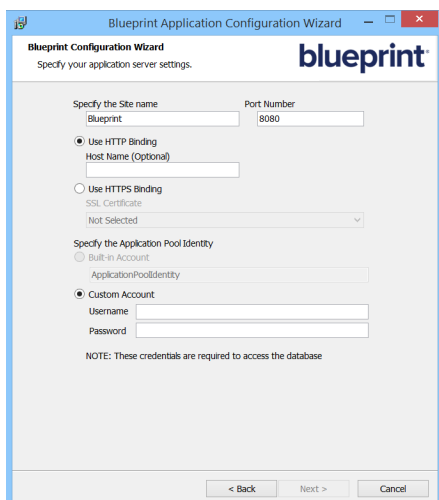 Blueprint Application Configuration Wizard
Blueprint Configuration Wizard
Specify your application server settings.
blueprint
Specify the Site name Port Number
Blueprint 8080
Use HTTP Binding
Host Name (Optional)
Use HTTPS Binding
SSL Certificate
Not Selected
Specify the Application Pool Identity
Built-in Account
ApplicationPoolIdentity
Custom Account
Username
Password
NOTE: These credentials are required to access the database
< Back Next > Cancel